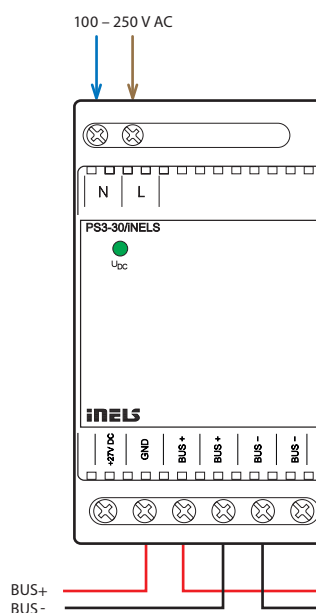 100 – 250 V AC
N L
PS3-30/iNELS
UDC
iNELS
+27V DC GND BUS + BUS + BUS – BUS –
BUS+
BUS-